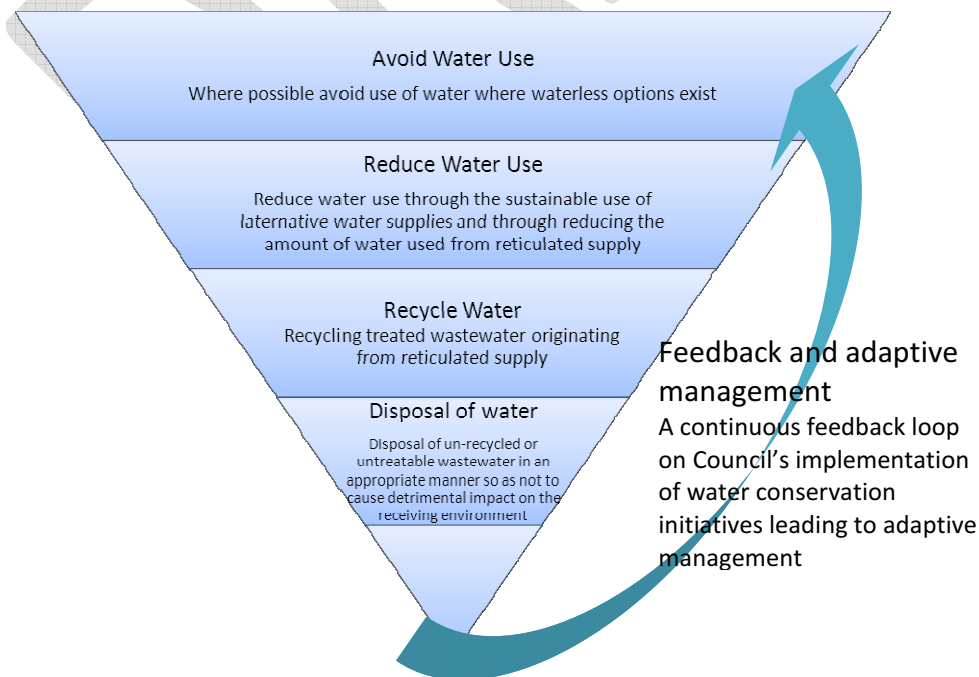 Avoid Water Use
Where possible avoid use of water where waterless options exist
Reduce Water Use
Reduce water use through the sustainable use of
laternative water supplies and through reducing the
amount of water used from reticulated supply
Recycle Water
Recycling treated wastewater originating
from reticulated supply
Disposal of water
Disposal of un-recycled or
untreatable wastewater in an
appropriate manner so as not to
cause detrimental impact on the
receiving environment
Feedback and adaptive
management
A continuous feedback loop
on Council's implementation
of water conservation
initiatives leading to adaptive
management